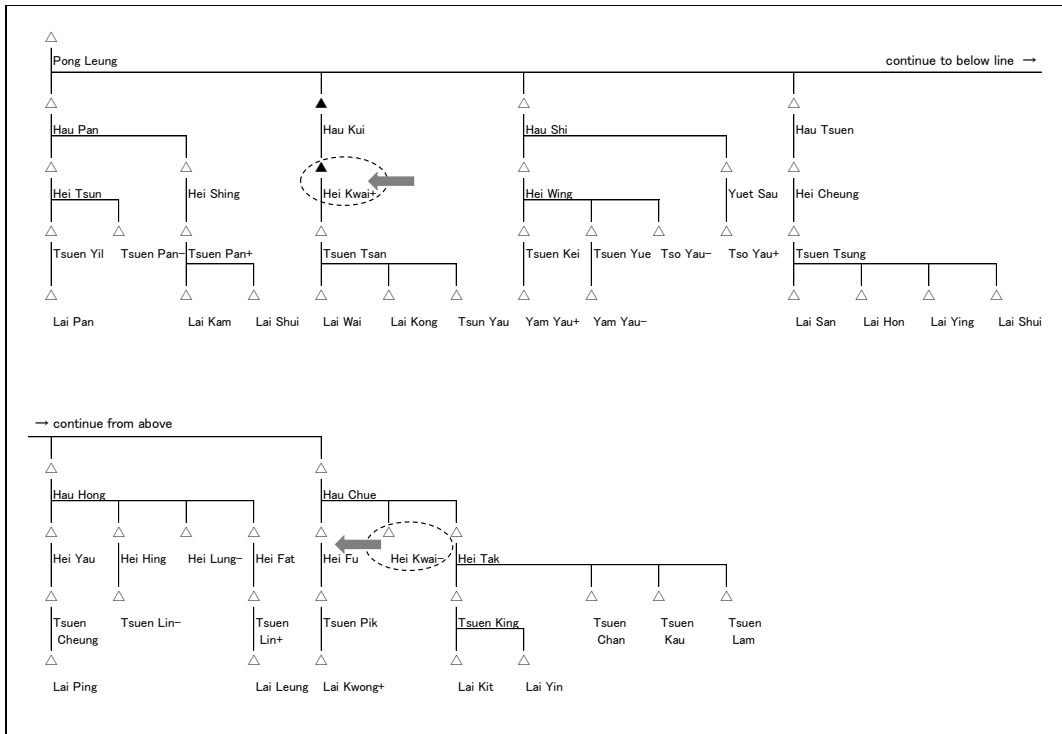 Pong Leung continue to below line →
Hau Pan Hau Kui Hau Shi Hau Tsuen
Hei Tsun Hei Shing Hei Kwai+ Hei Wing Yuet Sau Hei Cheung
Tsuen Yil Tsuen Pan- Tsuen Pan+ Tsuen Tsan Tsuen Kei Tsuen Yue Tso Yau- Tso Yau+ Tsuen Tsung
Lai Pan Lai Kam Lai Shui Lai Wai Lai Kong Tsun Yau Yam Yau+ Yam Yau- Lai San Lai Hon Lai Ying Lai Shui
→ continue from above
Hau Hong Hau Chue
Hei Yau Hei Hing Hei Lung- Hei Fat Hei Fu Hei Kwai- Hei Tak
Tsuen Tsuen Lin- Tsuen Tsuen Pik Tsuen King Tsuen Tsuen Tsuen
Cheung Lin+ Chan Kau Lam
Lai Ping Lai Leung Lai Kwong+ Lai Kit Lai Yin